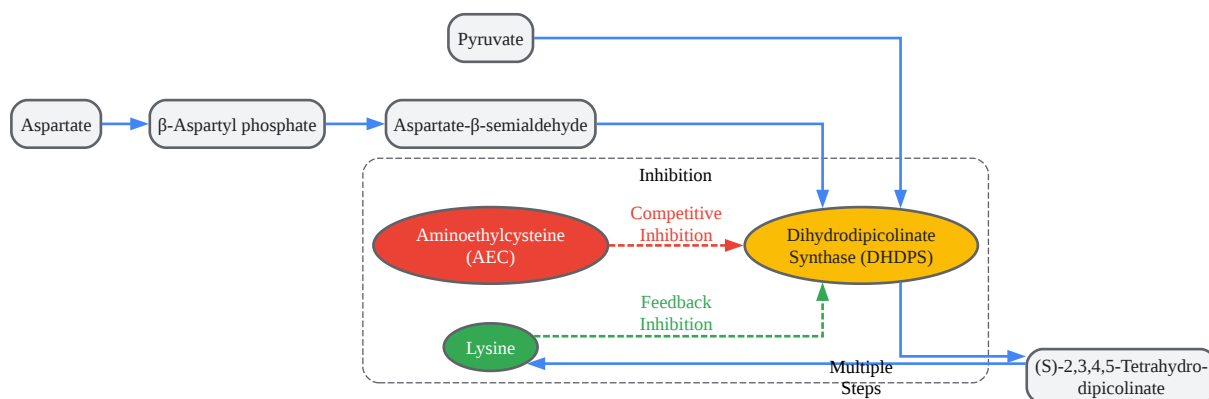 Pyruvate
Aspartate
β-Aspartyl phosphate
Aspartate-β-semialdehyde
Inhibition
Aminoethylcysteine
(AEC)
Competitive
Inhibition
Dihydrodipicolinate
Synthase (DHDPS)
Feedback
Inhibition
Lysine
Multiple
Steps
(S)-2,3,4,5-Tetrahydro-
dipicolinate